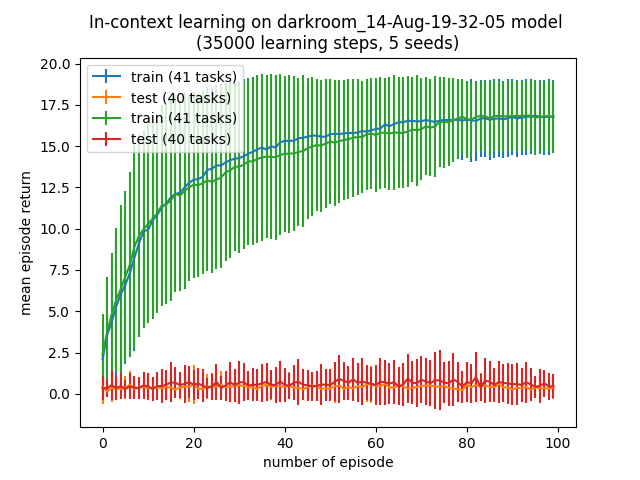 In-context learning on darkroom_14-Aug-19-32-05 model
(35000 learning steps, 5 seeds)
train (41 tasks)
test (40 tasks)
train (41 tasks)
test (40 tasks)
mean episode return
20.0
17.5
15.0
12.5
10.0
7.5
5.0
2.5
0.0
0 20 40 60 80 100
number of episode